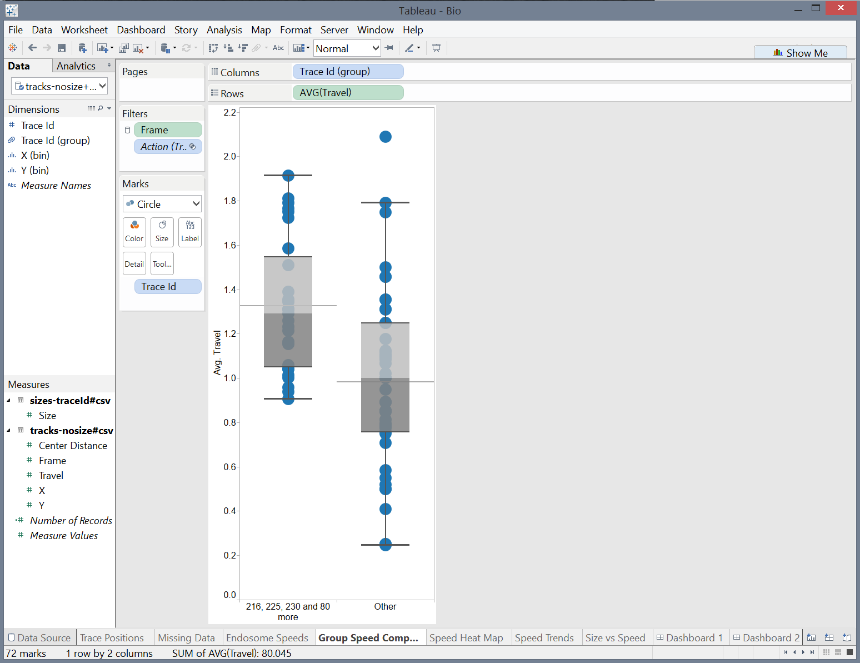 Tableau - Bio
File Data Worksheet Dashboard Story Analysis Map Format Server Window Help
Abc Normal Show Me
Data Analytics
tracks-nosize+...
Dimensions
Trace Id
Trace Id (group)
X (bin)
Y (bin)
Abc Measure Names
Measures
sizes-traceId#csv
# Size
tracks-nosize#csv
# Center Distance
# Frame
# Travel
# X
# Y
# Number of Records
# Measure Values
Pages
Filters
Frame
Action (Tr..
Marks
Circle
Color Size Label
Detail Tool...
Trace Id
Columns Trace Id (group)
Rows AVG(Travel)
2.2
2.0
1.8
1.6
1.4
1.2
1.0
0.8
0.6
0.4
0.2
0.0
Avg. Travel
216, 225, 230 and 80
more
Other
Data Source Trace Positions Missing Data Endosome Speeds Group Speed Comp... Speed Heat Map Speed Trends Size vs Speed Dashboard 1 Dashboard 2
72 marks 1 row by 2 columns SUM of AVG(Travel): 80.045